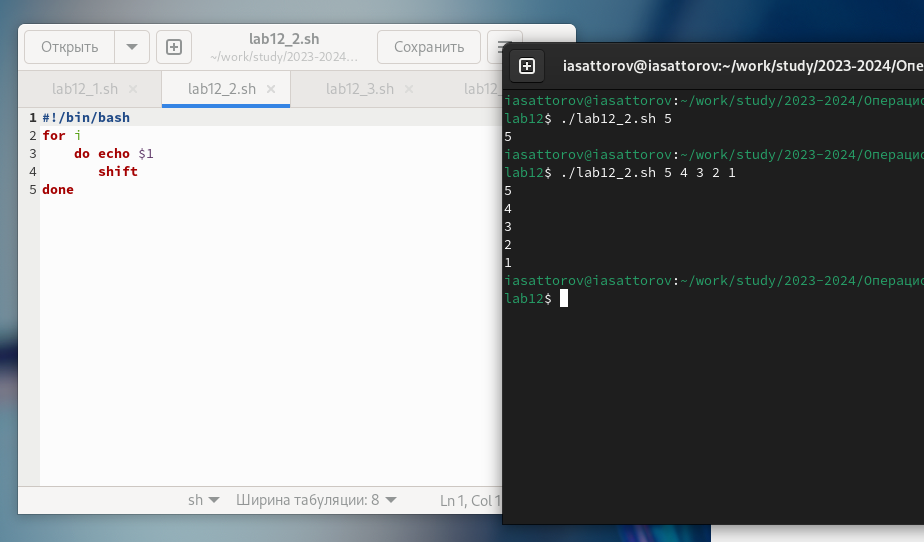 Открыть
lab12_2.sh
~/work/study/2023-2024…
Сохранить
lab12_1.sh
lab12_2.sh
lab12_3.sh
lab12_
1 #!/bin/bash
2 for i
3     do echo $1
4        shift
5 done
sh
Ширина табуляции: 8
Ln 1, Col 1
iasattorov@iasattorov:~/work/study/2023-2024/Опе
iasattorov@iasattorov:~/work/study/2023-2024/Операцио
lab12$ ./lab12_2.sh 5
5
iasattorov@iasattorov:~/work/study/2023-2024/Операцио
lab12$ ./lab12_2.sh 5 4 3 2 1
5
4
3
2
1
iasattorov@iasattorov:~/work/study/2023-2024/Операцио
lab12$